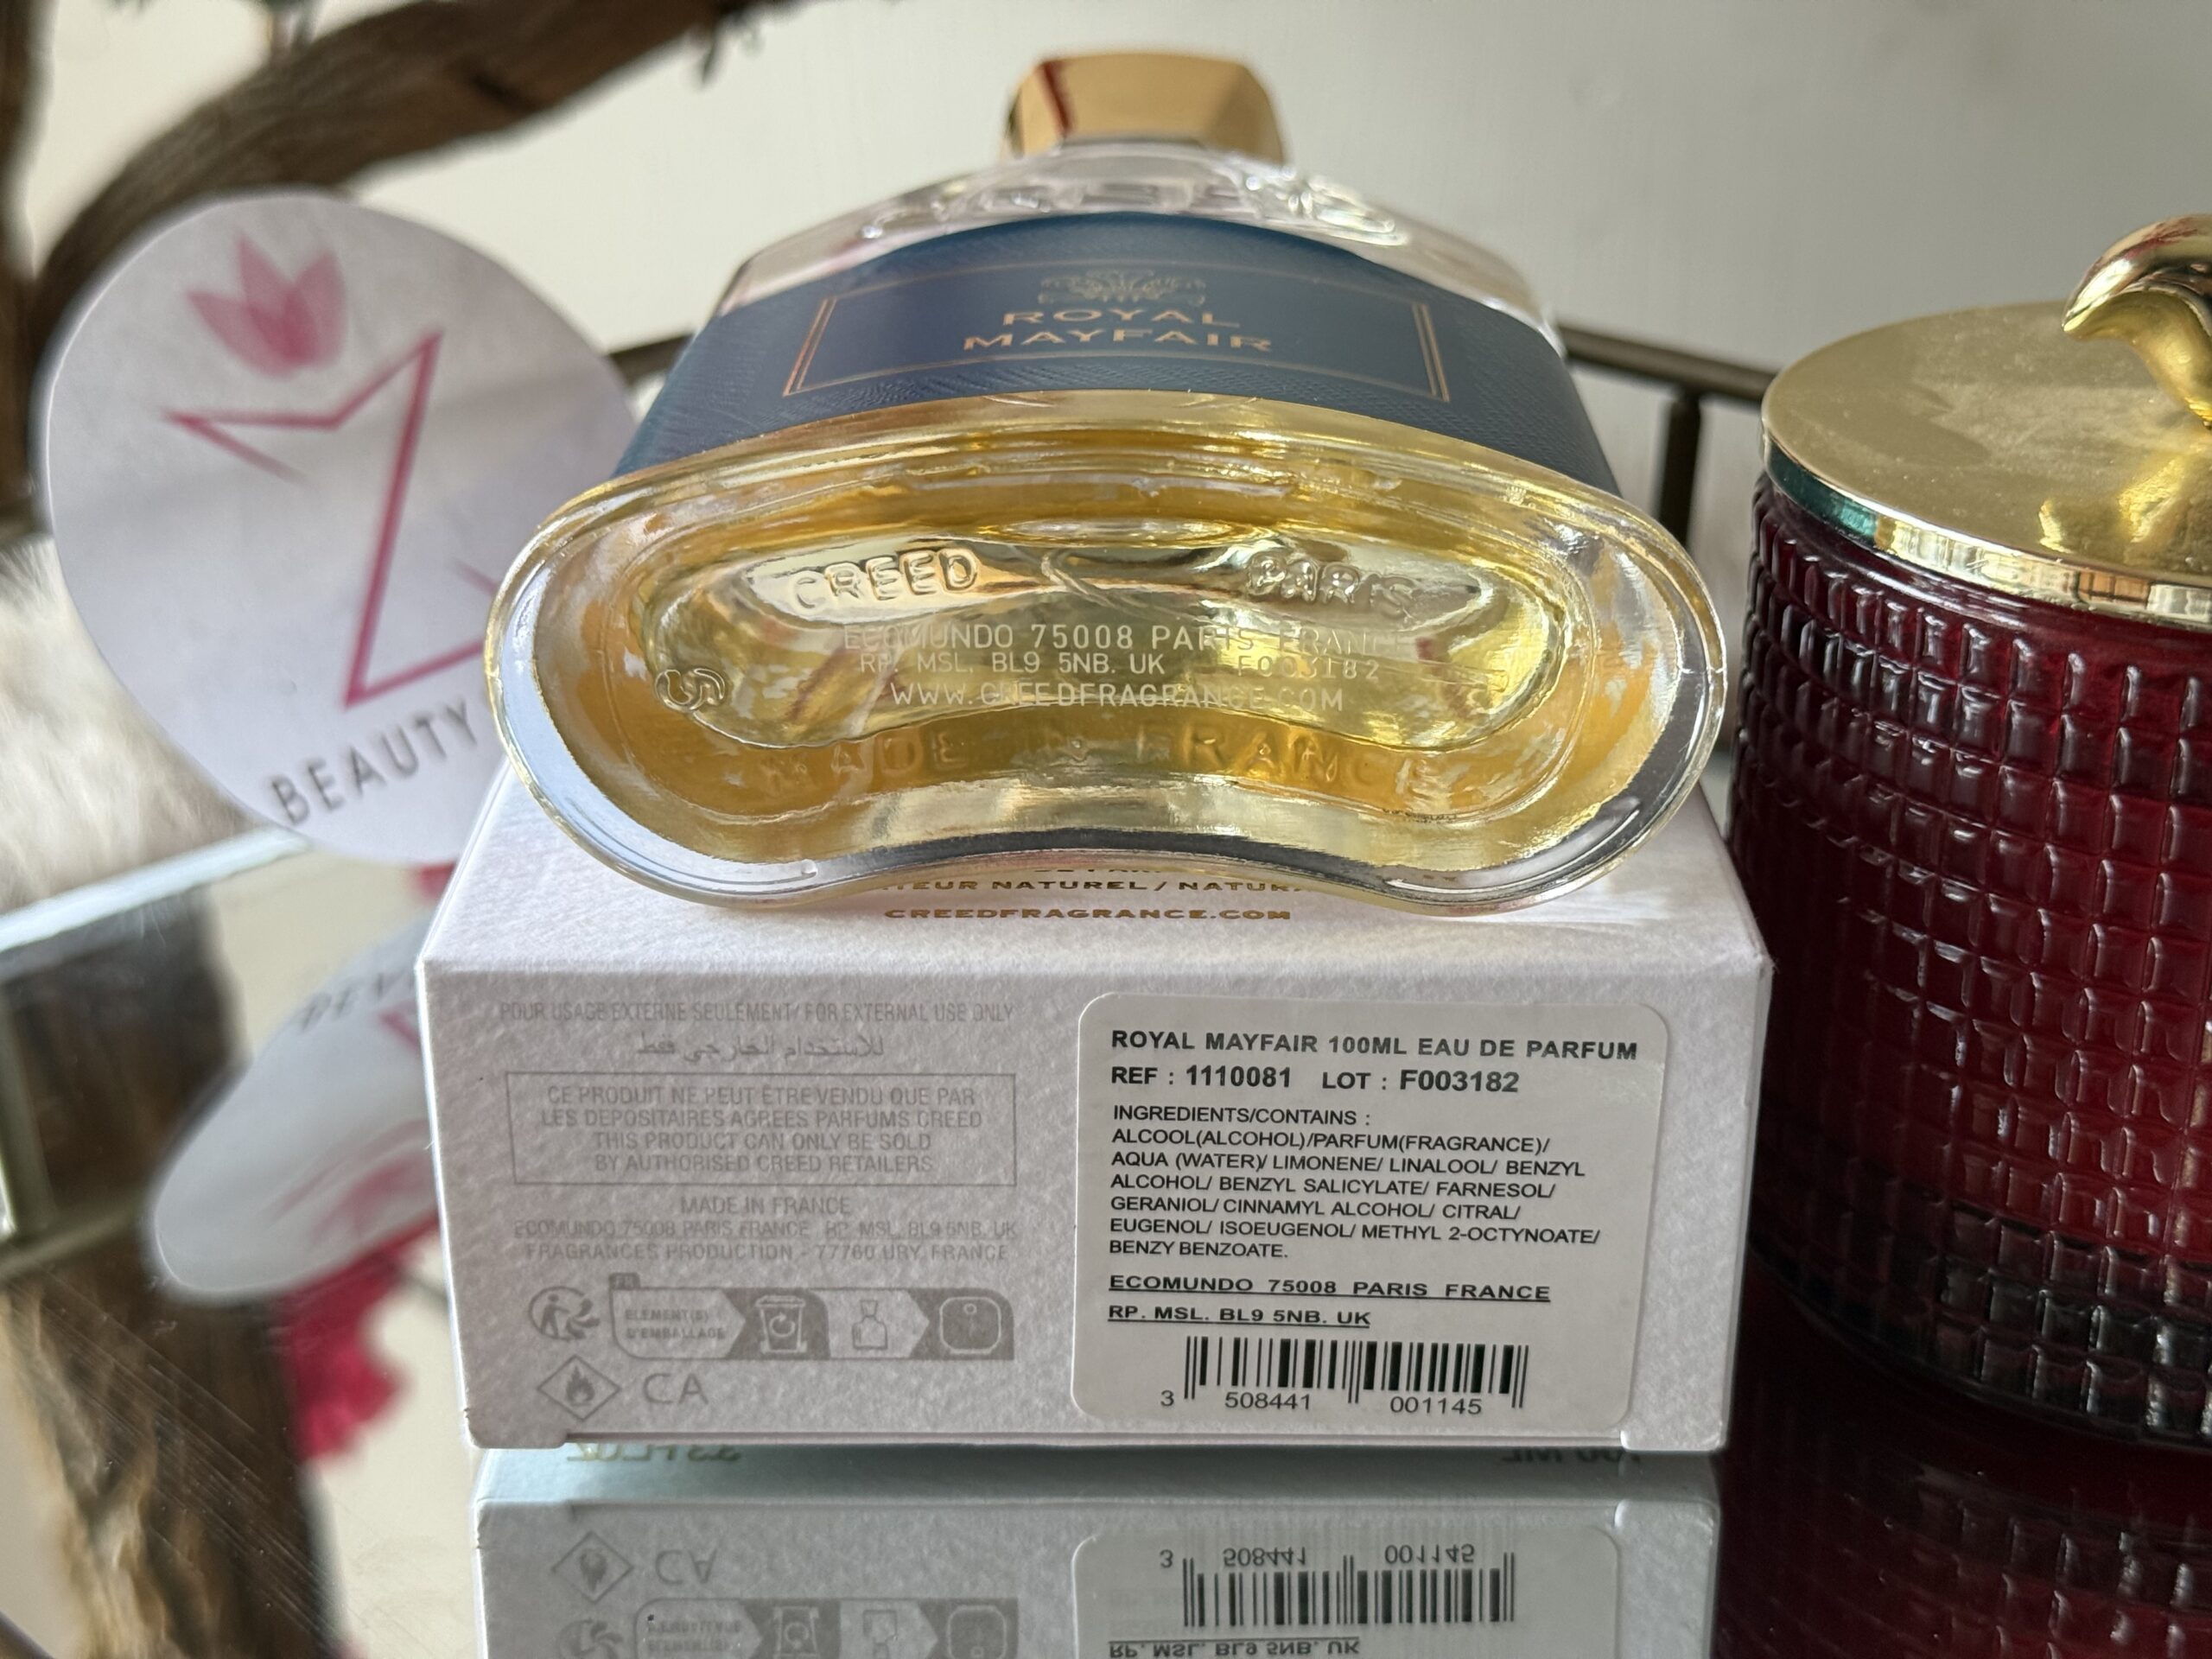 ROYAL
MAYFAIR
CREED PARIS
ECOMUNDO 75008 PARIS FRANCE
RP. MSL. BL9 5NB. UK F003182
WWW.CREEDFRAGRANCE.COM
MADE IN FRANCE
BEAUTY
NATUREL / 
CREEDFRAGRANCE.COM
POUR USAGE EXTERNE SEULEMENT/ FOR EXTERNAL USE ONLY
للاستخدام الخارجي فقط
CE PRODUIT NE PEUT ÊTRE VENDU QUE PAR
LES DEPOSITAIRES AGREES PARFUMS CREED
THIS PRODUCT CAN ONLY BE SOLD
BY AUTHORISED CREED RETAILERS
MADE IN FRANCE
ECOMUNDO 75008 PARIS FRANCE RP. MSL. BL9 5NB. UK
FRAGRANCES PRODUCTION - 77760 URY, FRANCE
FR
ELEMENT(S)
D'EMBALLAGE
CA
ROYAL MAYFAIR 100ML EAU DE PARFUM
REF : 1110081 LOT : F003182
INGREDIENTS/CONTAINS :
ALCOOL(ALCOHOL)/PARFUM(FRAGRANCE)/
AQUA (WATER)/ LIMONENE/ LINALOOL/ BENZYL
ALCOHOL/ BENZYL SALICYLATE/ FARNESOL/
GERANIOL/ CINNAMYL ALCOHOL/ CITRAL/
EUGENOL/ ISOEUGENOL/ METHYL 2-OCTYNOATE/
BENZY BENZOATE.
ECOMUNDO 75008 PARIS FRANCE
RP. MSL. BL9 5NB. UK
3 508441 001145